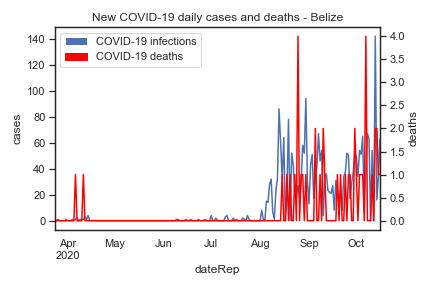 New COVID-19 daily cases and deaths - Belize
COVID-19 infections
COVID-19 deaths
140
120
100
80
60
40
20
0
cases
4.0
3.5
3.0
2.5
2.0
1.5
1.0
0.5
0.0
deaths
Apr May Jun Jul Aug Sep Oct
2020
dateRep